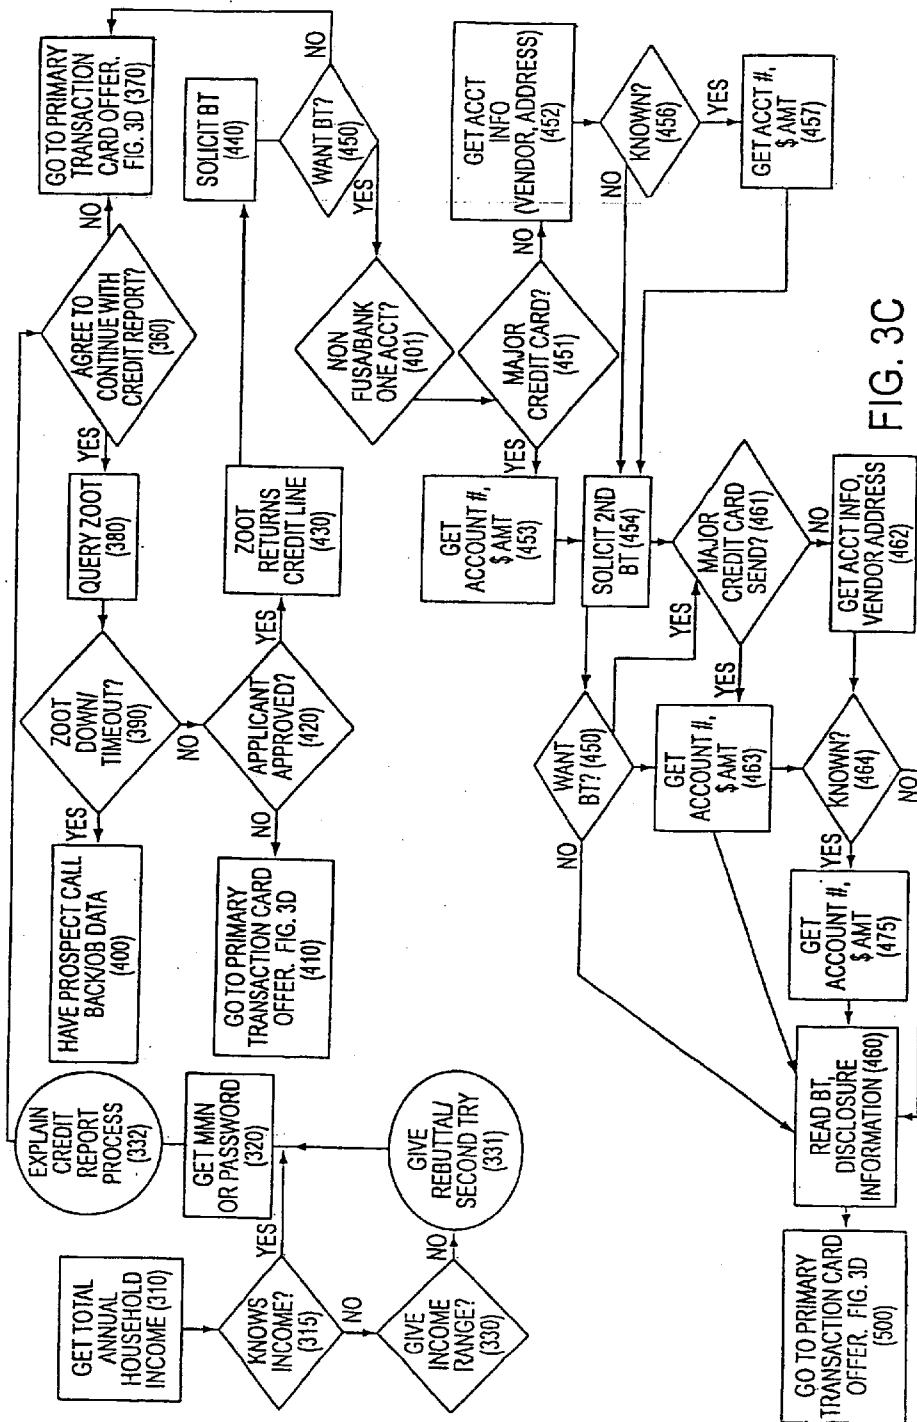 GET TOTAL
ANNUAL
HOUSEHOLD
INCOME (310)
KNOWS
INCOME?
(315)
YES
NO
GIVE
INCOME
RANGE?
(330)
NO
GIVE
REBUTTAL/
SECOND TRY
(331)
GET MMN
OR PASSWORD
(320)
EXPLAIN
CREDIT
REPORT
PROCESS
(332)
AGREE TO
CONTINUE WITH
CREDIT REPORT?
(360)
NO
GO TO PRIMARY
TRANSACTION
CARD OFFER.
FIG. 3D (370)
YES
QUERY ZOOT
(380)
ZOOT
DOWN/
TIMEOUT?
(390)
YES
HAVE PROSPECT CALL
BACK/OB DATA
(400)
NO
APPLICANT
APPROVED?
(420)
NO
GO TO PRIMARY
TRANSACTION CARD
OFFER. FIG. 3D
(410)
YES
ZOOT
RETURNS
CREDIT LINE
(430)
SOLICIT BT
(440)
WANT BT?
(450)
NO
YES
NON
FUSA/BANK
ONE ACCT?
(401)
MAJOR
CREDIT CARD?
(451)
NO
GET ACCT
INFO
(VENDOR, ADDRESS)
(452)
KNOWN?
(456)
NO
YES
GET ACCT #,
$ AMT
(457)
YES
GET
ACCOUNT #,
$ AMT
(453)
SOLICIT 2ND
BT (454)
WANT
BT? (450)
YES
NO
MAJOR
CREDIT CARD
SEND? (461)
YES
NO
GET ACCT INFO,
VENDOR ADDRESS
(462)
GET
ACCOUNT #,
$ AMT
(463)
KNOWN?
(464)
NO
YES
GET
ACCOUNT #,
$ AMT
(475)
READ BT,
DISCLOSURE
INFORMATION (460)
GO TO PRIMARY
TRANSACTION CARD
OFFER. FIG. 3D
(500)
FIG. 3C